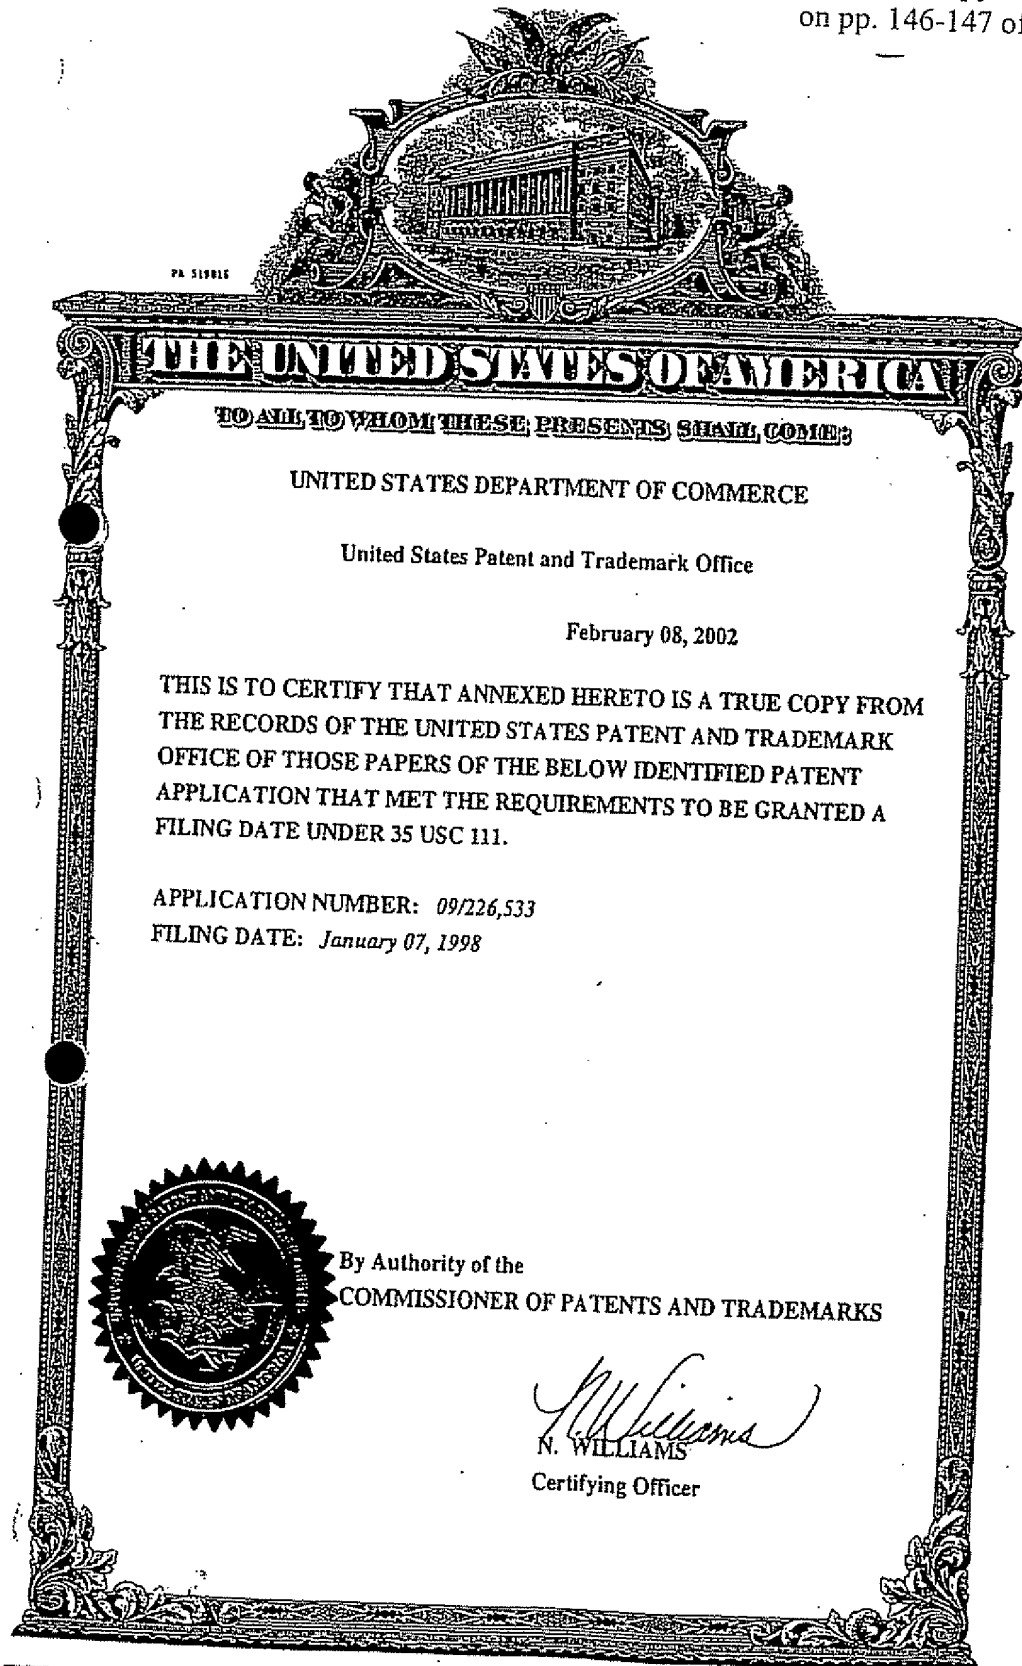 on pp. 146-147 of
THE UNITED STATES OF AMERICA
TO ALL TO WHOM THESE PRESENTS SHALL COME:
UNITED STATES DEPARTMENT OF COMMERCE
United States Patent and Trademark Office
February 08, 2002
THIS IS TO CERTIFY THAT ANNEXED HERETO IS A TRUE COPY FROM
THE RECORDS OF THE UNITED STATES PATENT AND TRADEMARK
OFFICE OF THOSE PAPERS OF THE BELOW IDENTIFIED PATENT
APPLICATION THAT MET THE REQUIREMENTS TO BE GRANTED A
FILING DATE UNDER 35 USC 111.
APPLICATION NUMBER: 09/226,533
FILING DATE: January 07, 1998
By Authority of the
COMMISSIONER OF PATENTS AND TRADEMARKS
N. Williams
N. WILLIAMS
Certifying Officer